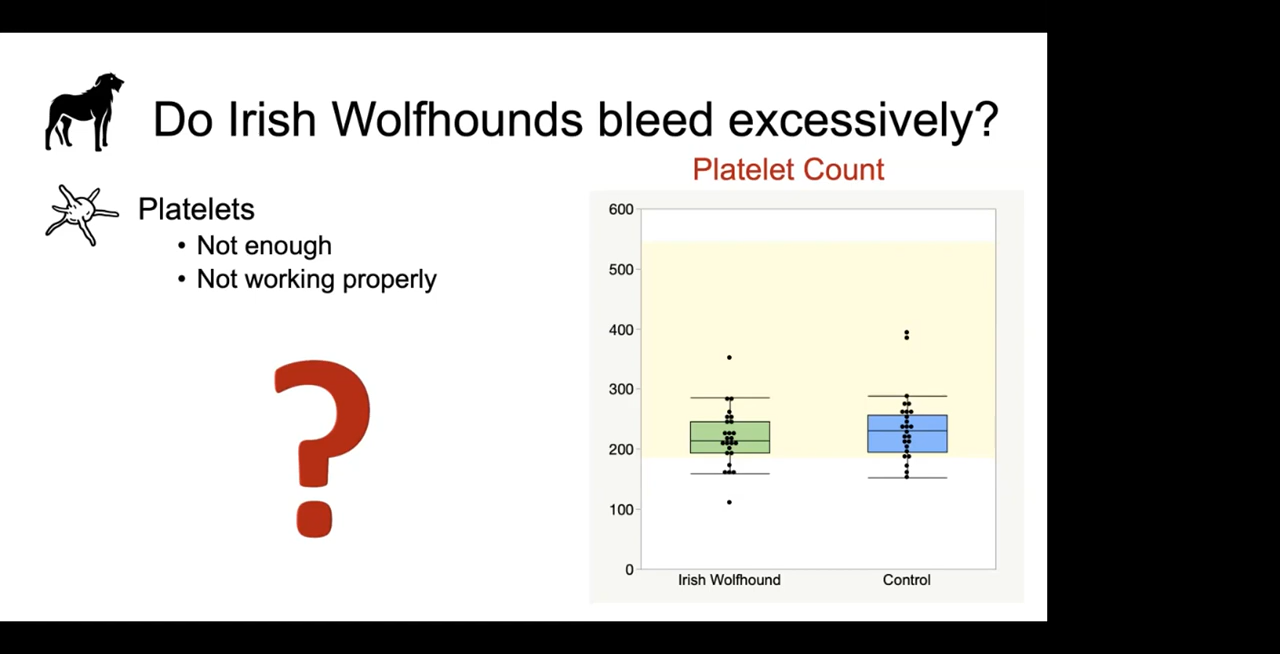 Do Irish Wolfhounds bleed excessively?
Platelets
• Not enough
• Not working properly
?
Platelet Count
600
500
400
300
200
100
0
Irish Wolfhound
Control